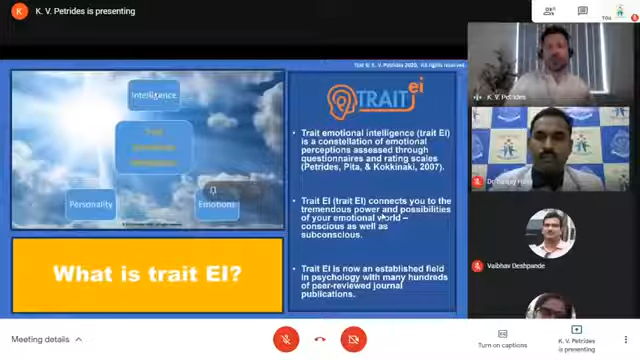 K
K. V. Petrides is presenting
You
Trait © K. V. Petrides 2020, All rights reserved.
Intelligence
Trait
Personality
Emotions
What is trait EI?
TRAIT ei
• Trait emotional intelligence (trait EI)
is a constellation of emotional
perceptions assessed through
questionnaires and rating scales
(Petrides, Pita, & Kokkinaki, 2007).
• Trait EI (trait EI) connects you to the
tremendous power and possibilities
of your emotional world –
conscious as well as
subconscious.
• Trait EI is now an established field
in psychology with many hundreds
of peer-reviewed journal
publications.
K. V. Petrides
Vaibhav Deshpande
Meeting details
Turn on captions
K. V. Petrides
is presenting